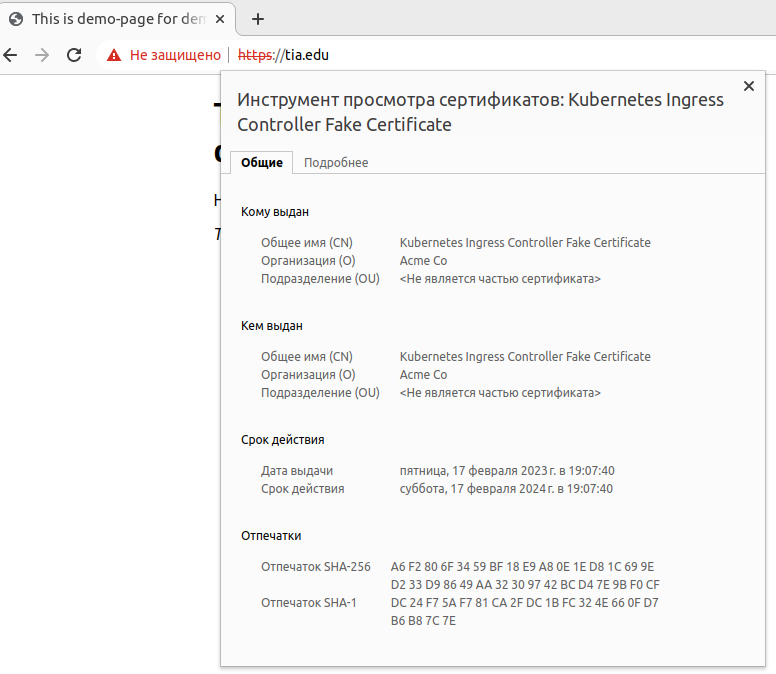 This is demo-page for den
Не защищено
https://tia.edu
Инструмент просмотра сертификатов: Kubernetes Ingress
Controller Fake Certificate
Общие Подробнее
Кому выдан
Общее имя (CN) Kubernetes Ingress Controller Fake Certificate
Организация (O) Acme Co
Подразделение (OU) <Не является частью сертификата>
Кем выдан
Общее имя (CN) Kubernetes Ingress Controller Fake Certificate
Организация (O) Acme Co
Подразделение (OU) <Не является частью сертификата>
Срок действия
Дата выдачи пятница, 17 февраля 2023 г. в 19:07:40
Срок действия суббота, 17 февраля 2024 г. в 19:07:40
Отпечатки
Отпечаток SHA-256 A6 F2 80 6F 34 59 BF 18 E9 A8 0E 1E D8 1C 69 9E
D2 33 D9 86 49 AA 32 30 97 42 BC D4 7E 9B F0 CF
Отпечаток SHA-1 DC 24 F7 5A F7 81 CA 2F DC 1B FC 32 4E 66 0F D7
B6 B8 7C 7E